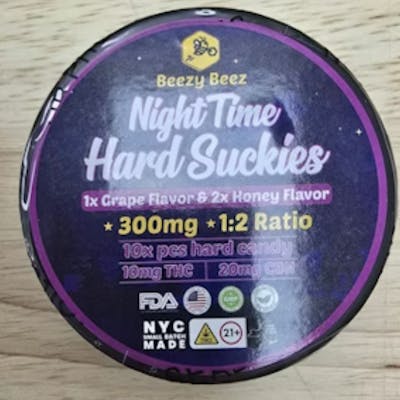 Beezy Beez
Night Time
Hard Suckies
1x Grape Flavor & 2x Honey Flavor
300mg 1:2 Ratio
10x pcs hard candy
10mg THC 20mg CBN
FDA
NYC 21+
SMALL BATCH
MADE